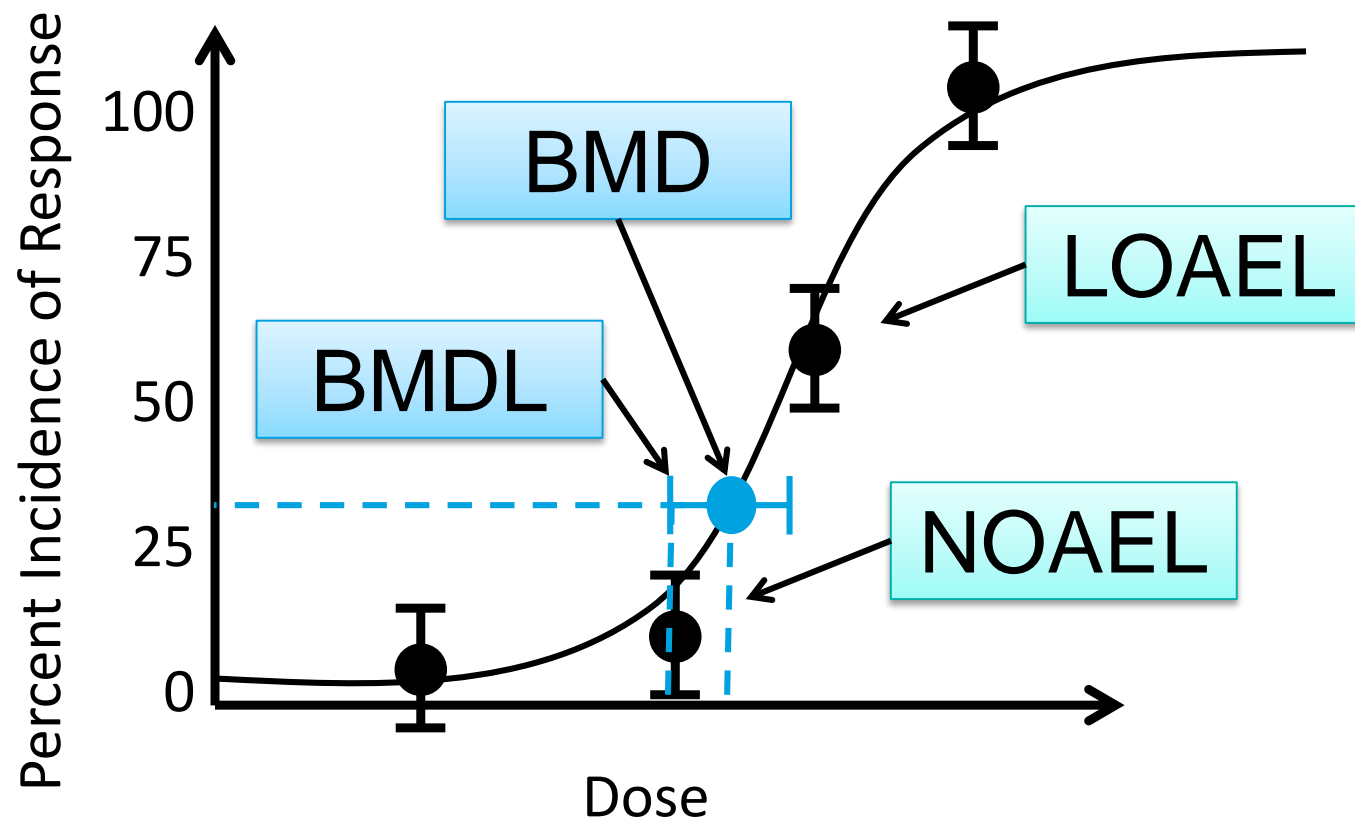 Percent Incidence of Response
100
75
50
25
0
BMD
BMDL
LOAEL
NOAEL
Dose